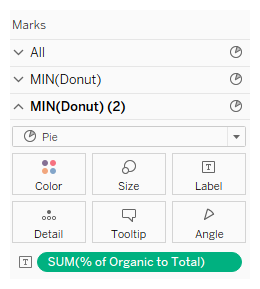 Marks
All
MIN(Donut)
MIN(Donut) (2)
Pie
Color Size Label
Detail Tooltip Angle
T SUM(% of Organic to Total)